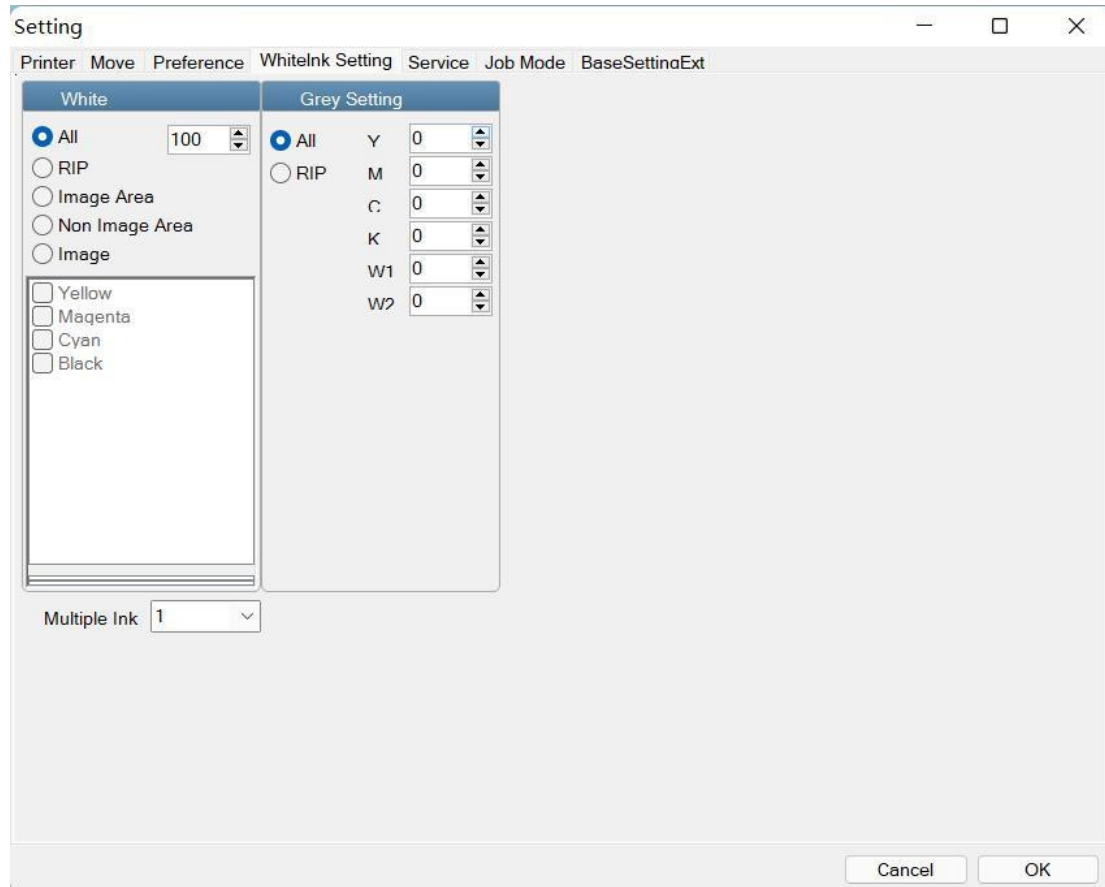 Setting
Printer Move Preference WhiteInk Setting Service Job Mode BaseSettingExt
White
All 100
RIP
Image Area
Non Image Area
Image
Yellow
Magenta
Cyan
Black
Multiple Ink 1
Grey Setting
All
RIP
Y 0
M 0
C 0
K 0
W1 0
W2 0
Cancel OK